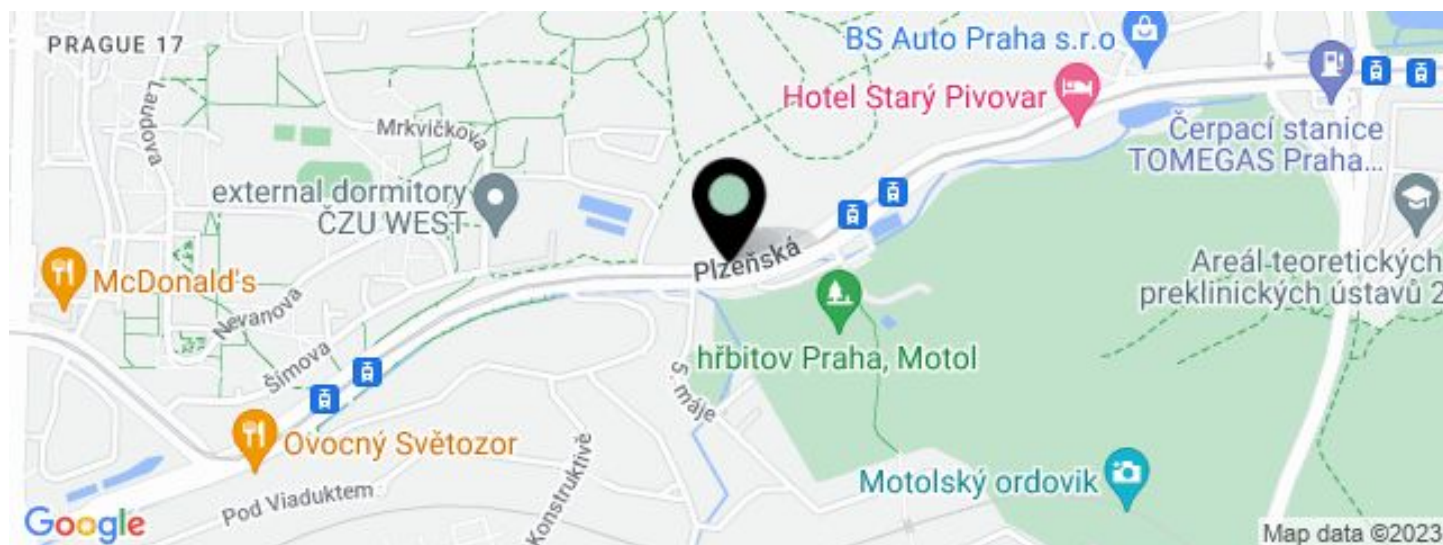 PRAGUE 17
BS Auto Praha s.r.o
Laudova
Hotel Starý Pivovar
Mrkvičkova
Čerpací stanice
TOMEGAS Praha...
external dormitory
ČZU WEST
Plzeňská
McDonald's
Areál teoretických
preklinických ústavů 2
Nevanova
Šímova
hřbitov Praha, Motol
5. máje
Ovocný Světozor
Konstruktivě
Motolský ordovik
Pod Viaduktem
Google
Map data ©2023